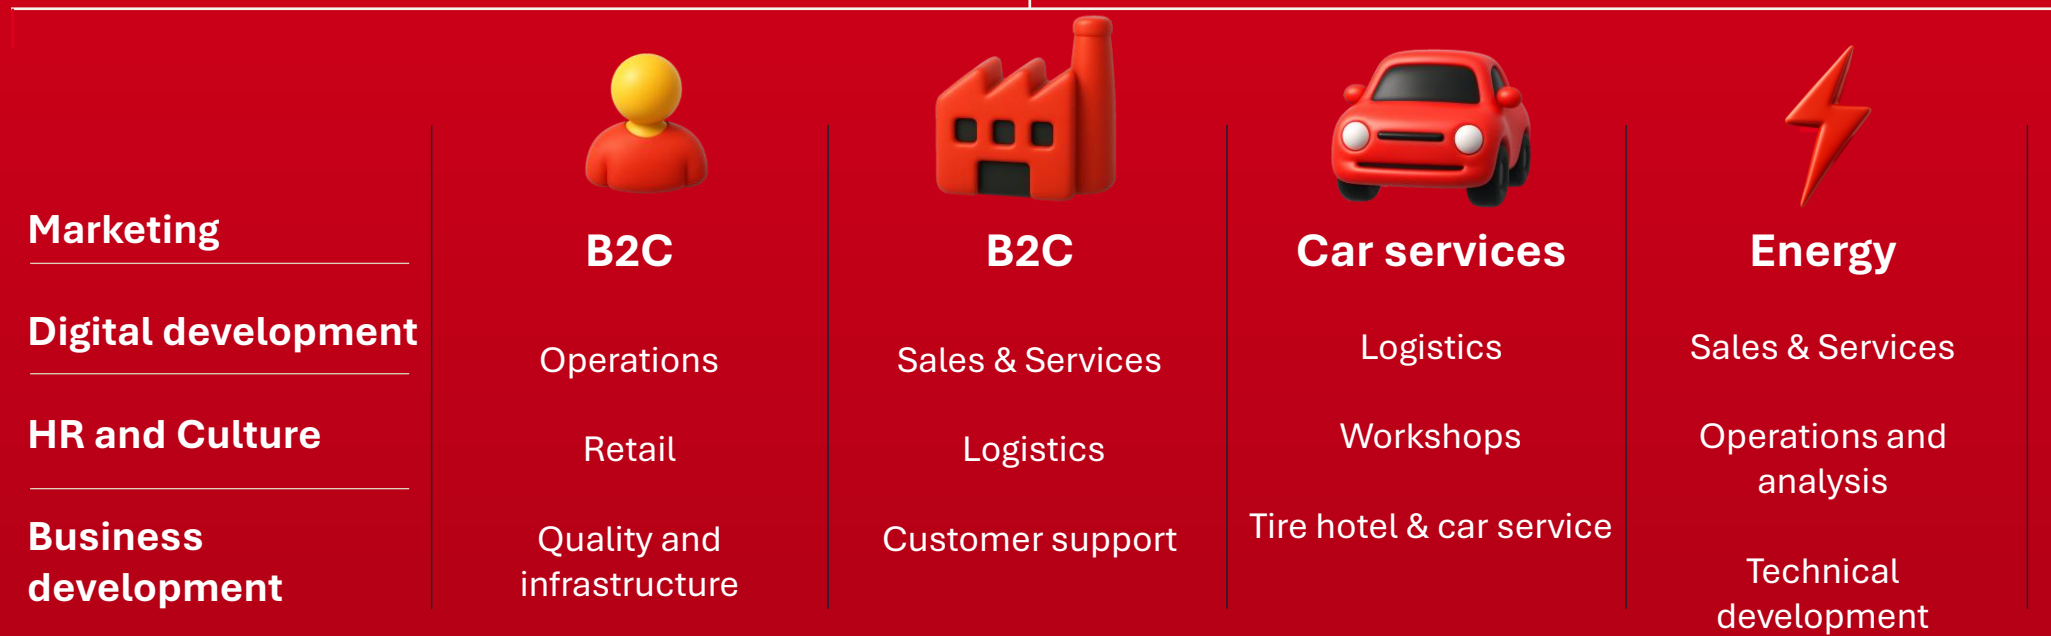 Marketing
Digital development
HR and Culture
Business
development
B2C
Operations
Retail
Quality and
infrastructure
B2C
Sales & Services
Logistics
Customer support
Car services
Logistics
Workshops
Tire hotel & car service
Energy
Sales & Services
Operations and
analysis
Technical
development